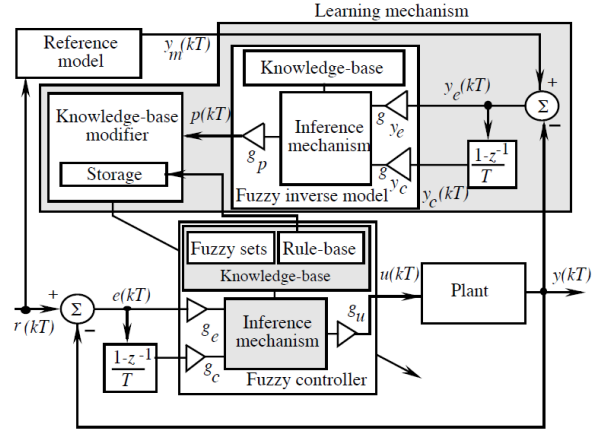 Learning mechanism
Reference
model
y_m(kT)
Knowledge-base
y_e(kT)
+
Σ
−
Knowledge-base
modifier
p(kT)
Inference
mechanism
g y_e
g_p
g y_c
1-z^-1
T
Storage
Fuzzy inverse model
y_c(kT)
Fuzzy sets
Rule-base
Knowledge-base
u(kT)
Plant
y(kT)
r(kT)
+
Σ
−
e(kT)
g_e
Inference
mechanism
g_u
1-z^-1
T
g_c
Fuzzy controller